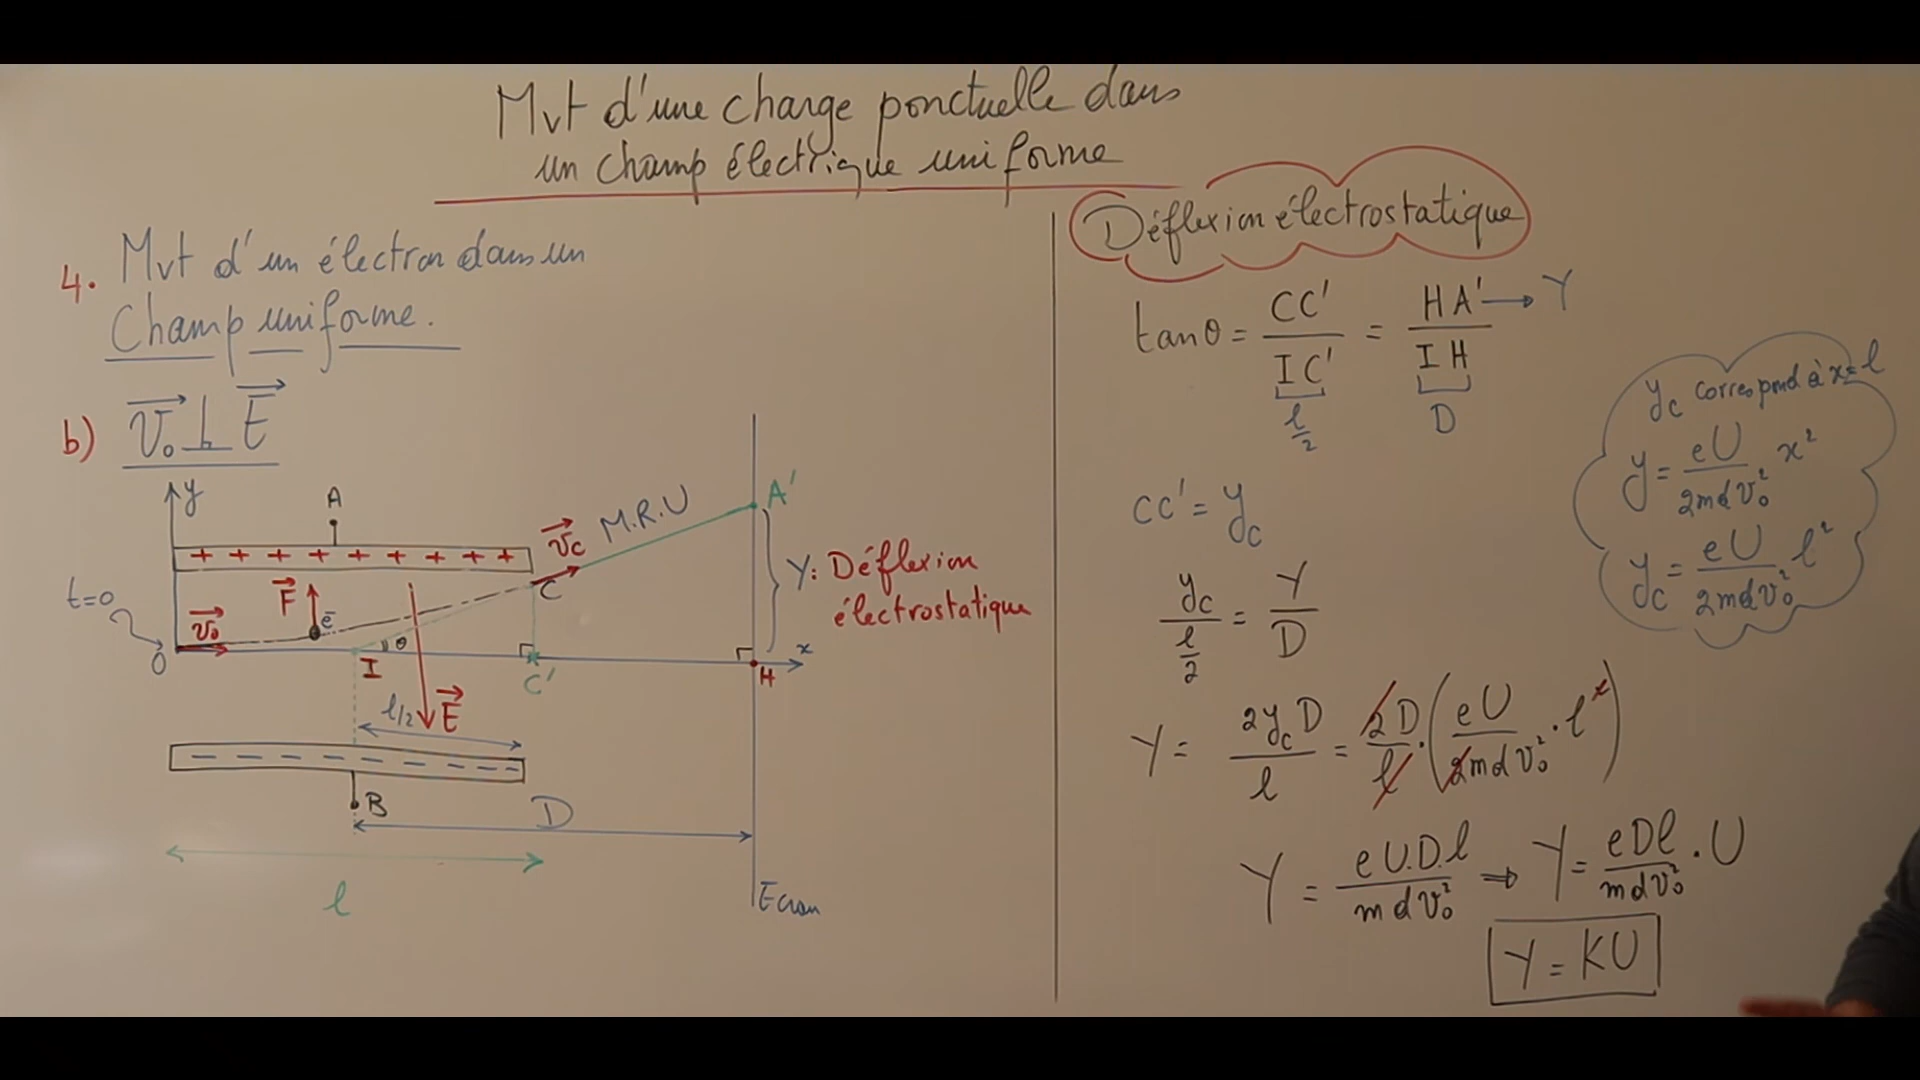 Mvt d'une charge ponctuelle dans
un champ électrique uniforme
4. Mvt d'un électron dans un
Champ uniforme.
b) v₀ ⊥ E
y
A
+ + + + + + + + +
t=0
F
e
v₀
O
I
θ
C
vc
M.R.U
A'
C'
H
x
Y: Déflexion
électrostatique
l/2
E
- - - - - - - - -
B
D
l
Ecran
Déflexion électrostatique
tanθ = CC'/IC' = HA'/IH → Y
l/2
D
CC' = yc
yc/(l/2) = Y/D
Y = 2ycD/l = 2D/l · (eU/2mdv₀² · l²)
Y = eU.D.l/mdv₀² ⇒ Y = eDl/mdv₀² . U
Y = KU
yc correspond à x=l
y = eU/2mdv₀² x²
yc = eU/2mdv₀² l²